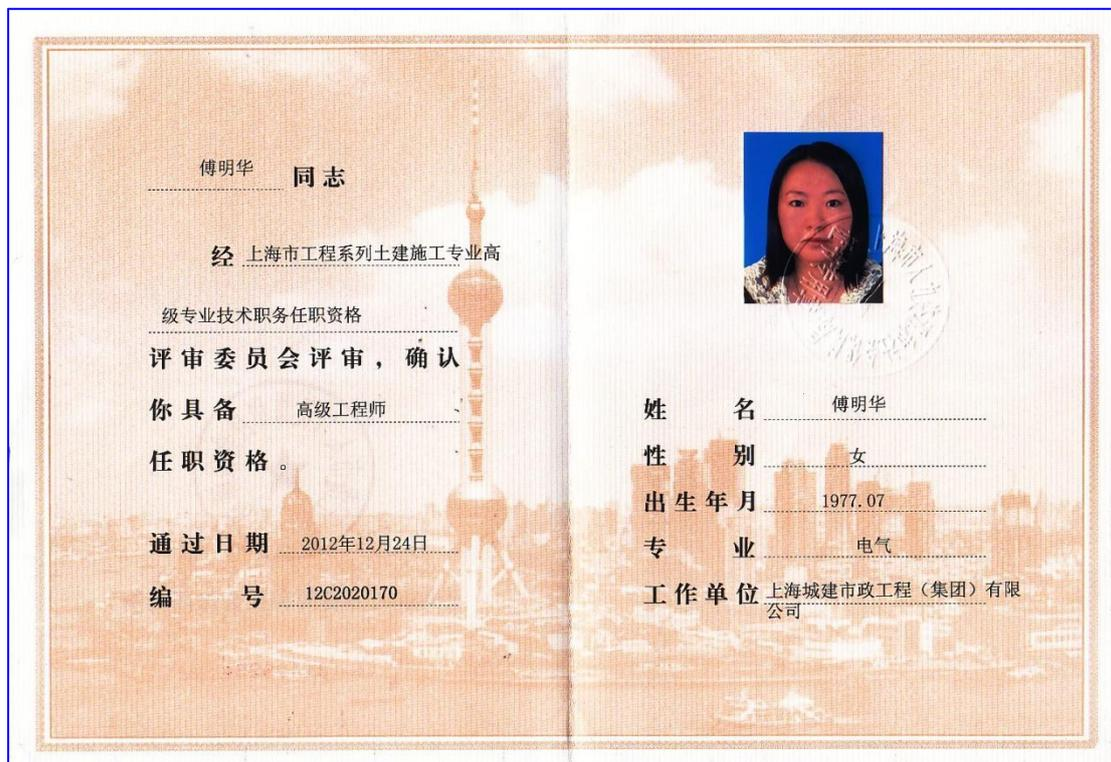 傅明华 同志
经 上海市工程系列土建施工专业高
级专业技术职务任职资格
评审委员会评审，确认
你具备 高级工程师
任职资格。
通过日期 2012年12月24日
编 号 12C2020170
姓 名 傅明华
性 别 女
出生年月 1977.07
专 业 电气
工作单位 上海城建市政工程（集团）有限
公司